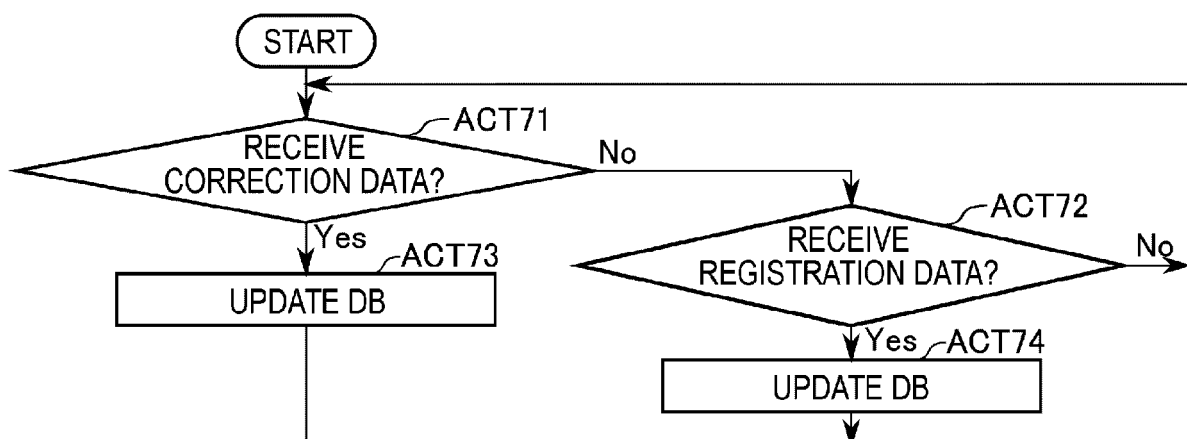 START
ACT71
RECEIVE
CORRECTION DATA?
No
Yes
ACT72
RECEIVE
REGISTRATION DATA?
No
ACT73
UPDATE DB
Yes
ACT74
UPDATE DB